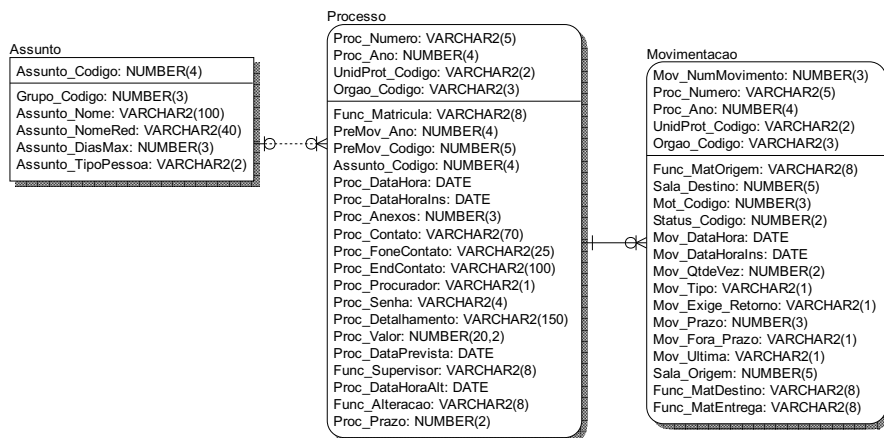 Assunto
Assunto_Codigo: NUMBER(4)
Grupo_Codigo: NUMBER(3)
Assunto_Nome: VARCHAR2(100)
Assunto_NomeRed: VARCHAR2(40)
Assunto_DiasMax: NUMBER(3)
Assunto_TipoPessoa: VARCHAR2(2)
Processo
Proc_Numero: VARCHAR2(5)
Proc_Ano: NUMBER(4)
UnidProt_Codigo: VARCHAR2(2)
Orgao_Codigo: VARCHAR2(3)
Func_Matricula: VARCHAR2(8)
PreMov_Ano: NUMBER(4)
PreMov_Codigo: NUMBER(5)
Assunto_Codigo: NUMBER(4)
Proc_DataHora: DATE
Proc_DataHoraIns: DATE
Proc_Anexos: NUMBER(3)
Proc_Contato: VARCHAR2(70)
Proc_FoneContato: VARCHAR2(25)
Proc_EndContato: VARCHAR2(100)
Proc_Procurador: VARCHAR2(1)
Proc_Senha: VARCHAR2(4)
Proc_Detalhamento: VARCHAR2(150)
Proc_Valor: NUMBER(20,2)
Proc_DataPrevista: DATE
Func_Supervisor: VARCHAR2(8)
Proc_DataHoraAlt: DATE
Func_Alteracao: VARCHAR2(8)
Proc_Prazo: NUMBER(2)
Movimentacao
Mov_NumMovimento: NUMBER(3)
Proc_Numero: VARCHAR2(5)
Proc_Ano: NUMBER(4)
UnidProt_Codigo: VARCHAR2(2)
Orgao_Codigo: VARCHAR2(3)
Func_MatOrigem: VARCHAR2(8)
Sala_Destino: NUMBER(5)
Mot_Codigo: NUMBER(3)
Status_Codigo: NUMBER(2)
Mov_DataHora: DATE
Mov_DataHoraIns: DATE
Mov_QtdeVez: NUMBER(2)
Mov_Tipo: VARCHAR2(1)
Mov_Exige_Retorno: VARCHAR2(1)
Mov_Prazo: NUMBER(3)
Mov_Fora_Prazo: VARCHAR2(1)
Mov_Ultima: VARCHAR2(1)
Sala_Origem: NUMBER(5)
Func_MatDestino: VARCHAR2(8)
Func_MatEntrega: VARCHAR2(8)